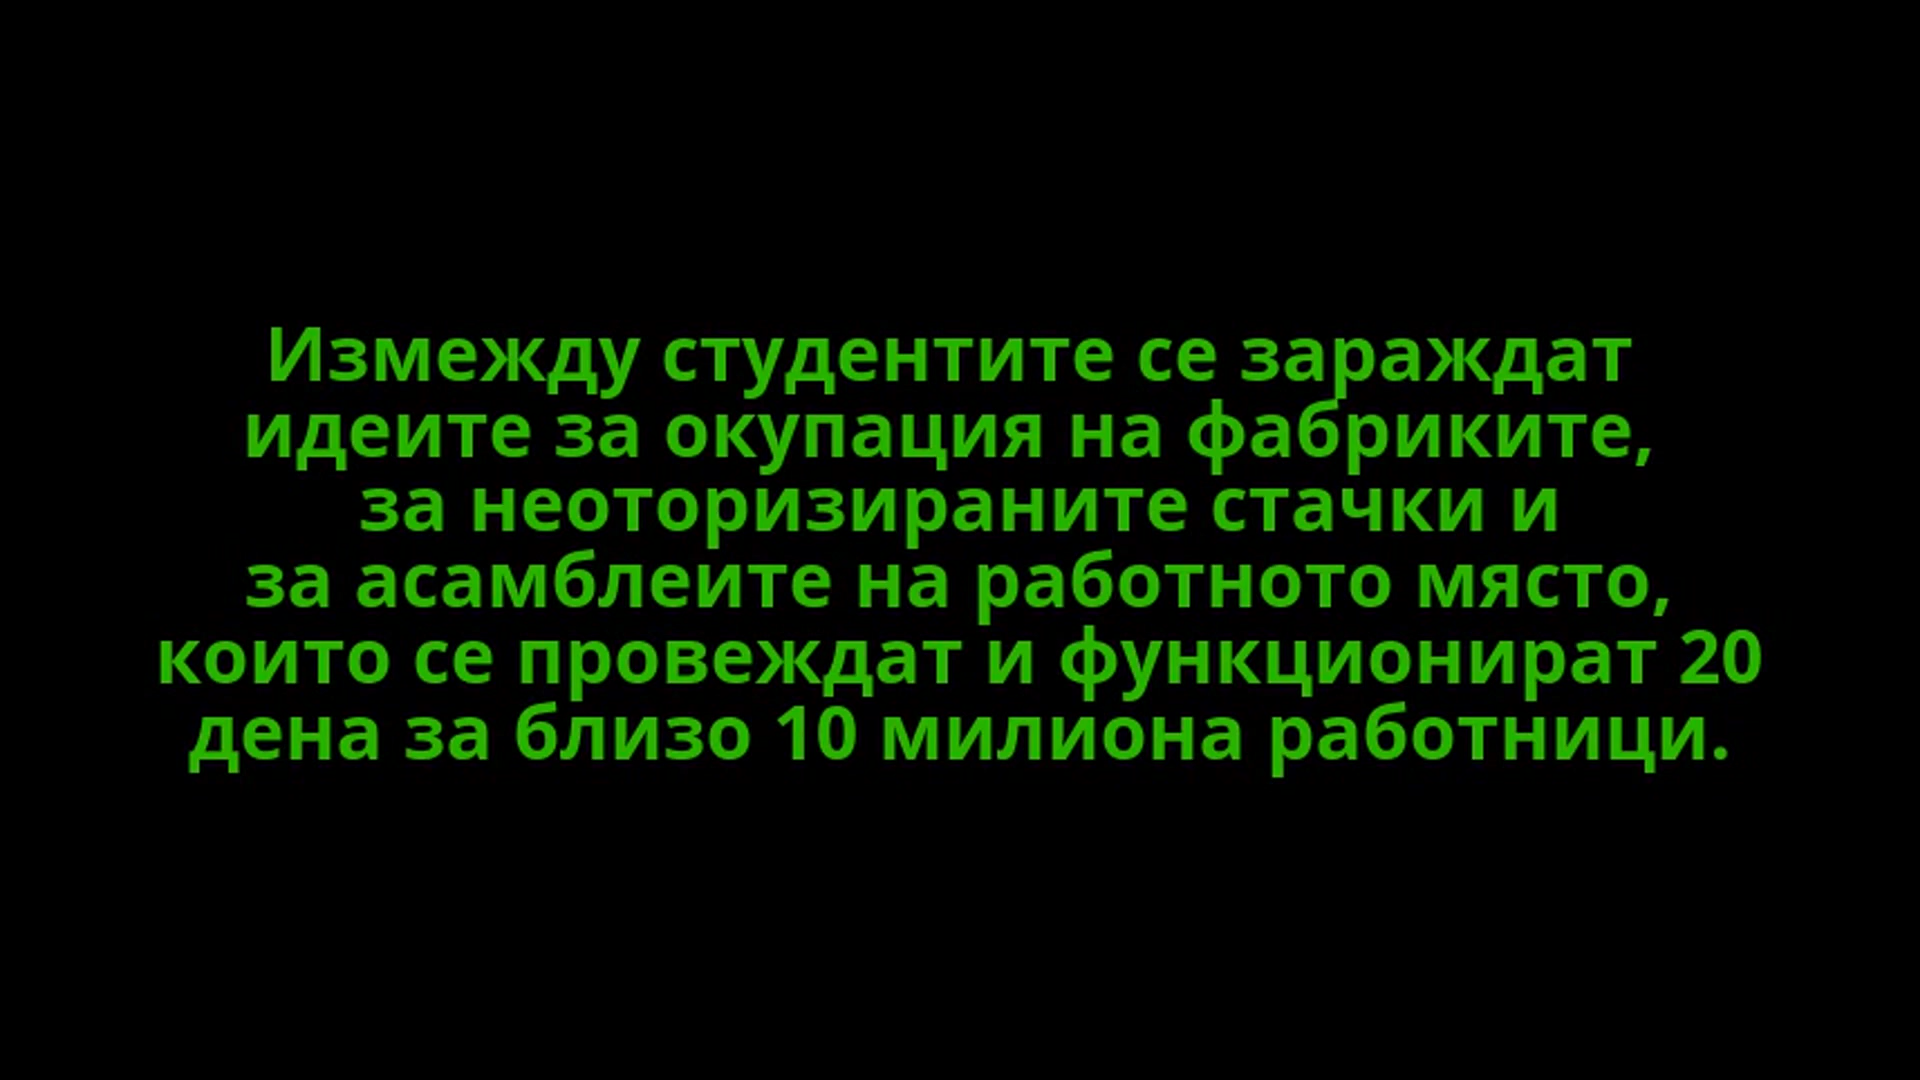 Измежду студентите се зараждат
идеите за окупация на фабриките,
за неоторизираните стачки и
за асамблеите на работното място,
които се провеждат и функционират 20
дена за близо 10 милиона работници.